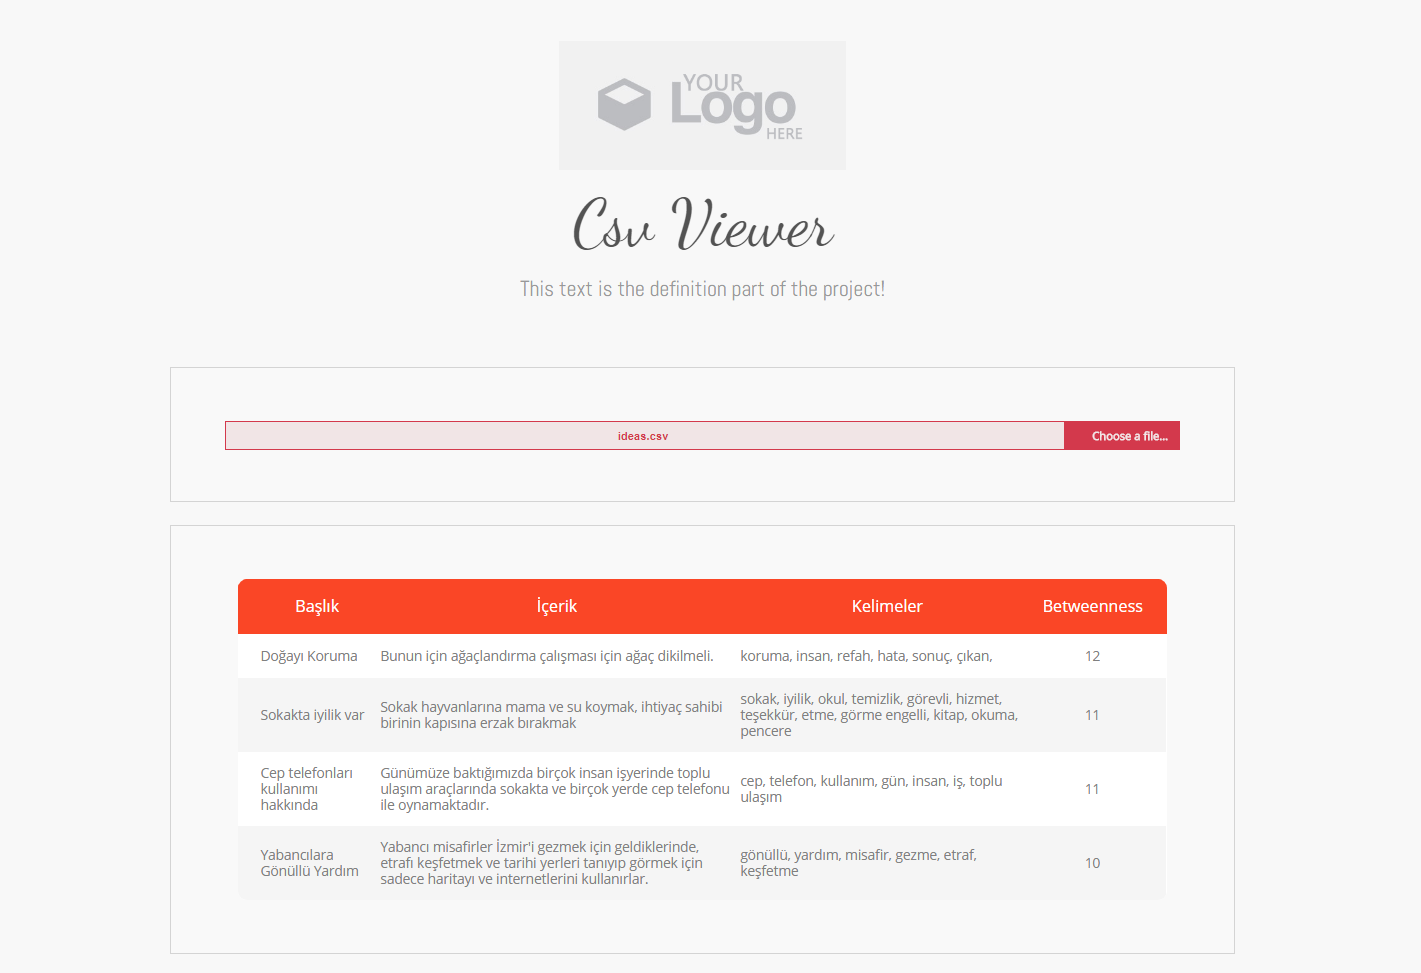 YOUR
Logo
HERE
Csv Viewer
This text is the definition part of the project!
ideas.csv
Choose a file...
Başlık İçerik Kelimeler Betweenness
Doğayı Koruma
Bunun için ağaçlandırma çalışması için ağaç dikilmeli.
koruma, insan, refah, hata, sonuç, çıkan,
12
Sokakta iyilik var
Sokak hayvanlarına mama ve su koymak, ihtiyaç sahibi
birinin kapısına erzak bırakmak
sokak, iyilik, okul, temizlik, görevli, hizmet,
teşekkür, etme, görme engelli, kitap, okuma,
pencere
11
Cep telefonları
kullanımı
hakkında
Günümüze baktığımızda birçok insan işyerinde toplu
ulaşım araçlarında sokakta ve birçok yerde cep telefonu
ile oynamaktadır.
cep, telefon, kullanım, gün, insan, iş, toplu
ulaşım
11
Yabancılara
Gönüllü Yardım
Yabancı misafirler İzmir'i gezmek için geldiklerinde,
etrafı keşfetmek ve tarihi yerleri tanıyıp görmek için
sadece haritayı ve internetlerini kullanırlar.
gönüllü, yardım, misafir, gezme, etraf,
keşfetme
10